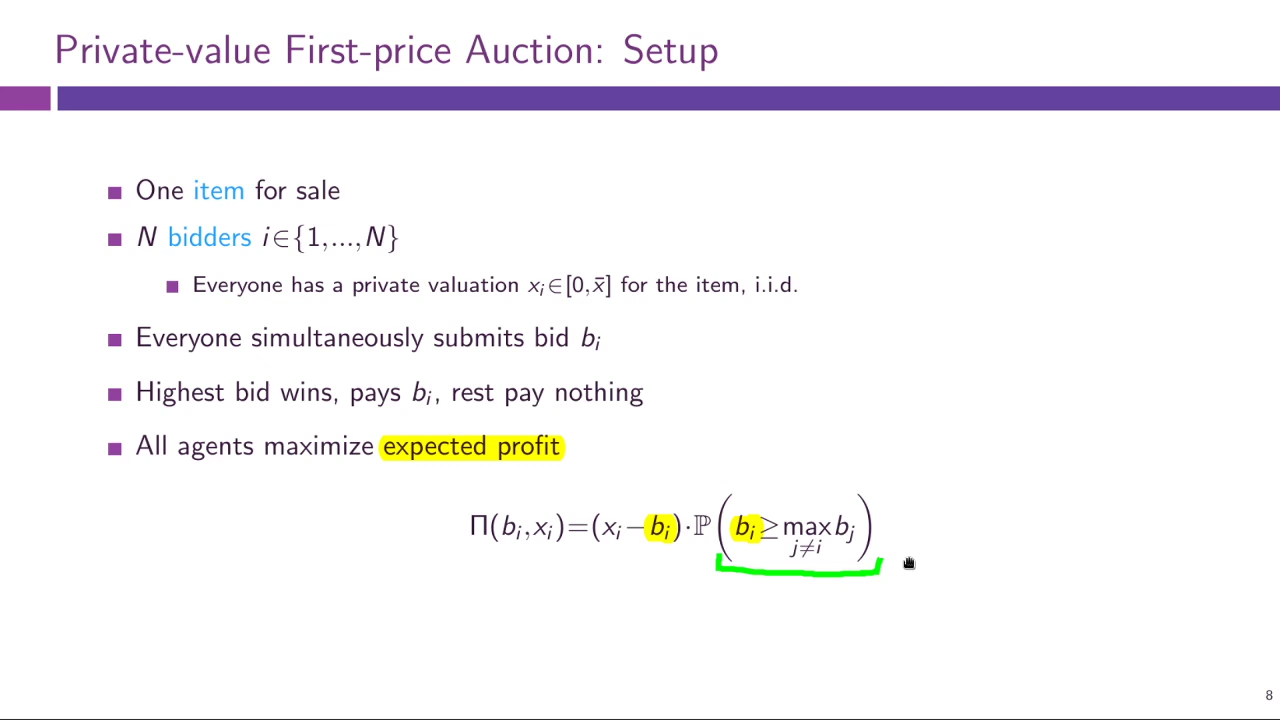 Private-value First-price Auction: Setup
One item for sale
N bidders i∈{1,...,N}
Everyone has a private valuation xᵢ∈[0,x̄] for the item, i.i.d.
Everyone simultaneously submits bid bᵢ
Highest bid wins, pays bᵢ, rest pay nothing
All agents maximize expected profit
Π(bᵢ,xᵢ)=(xᵢ−bᵢ)·ℙ(bᵢ≥max bⱼ)
j≠i
8